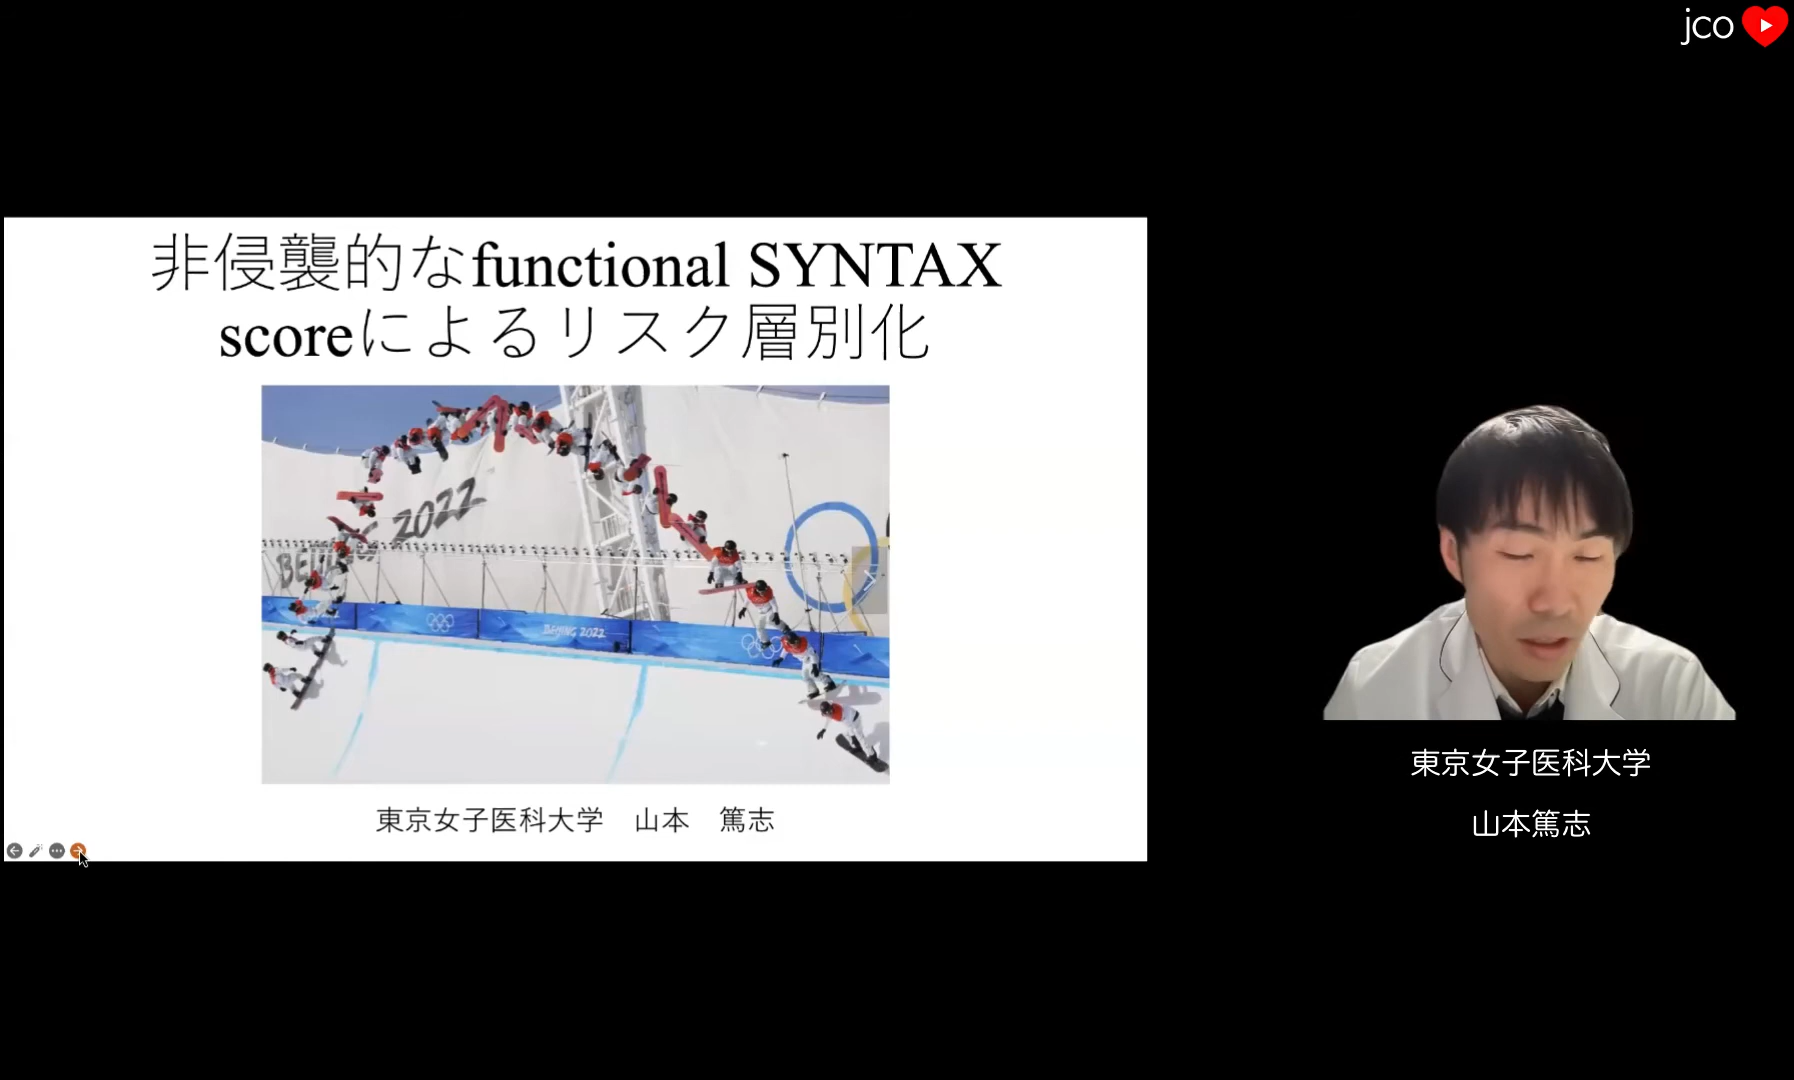 jco
非侵襲的なfunctional SYNTAX
scoreによるリスク層別化
BEIJING 2022
BEIJING 2022
東京女子医科大学 山本 篤志
東京女子医科大学
山本篤志